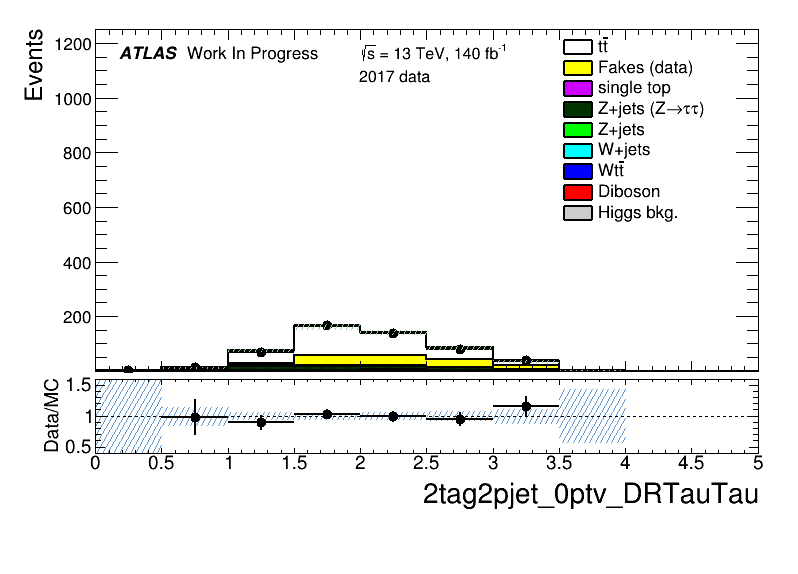 Events
1200
1000
800
600
400
200
ATLAS Work In Progress
√s = 13 TeV, 140 fb⁻¹
2017 data
tt̄
Fakes (data)
single top
Z+jets (Z→ττ)
Z+jets
W+jets
Wtt̄
Diboson
Higgs bkg.
Data/MC
1.5
1
0.5
0 0.5 1 1.5 2 2.5 3 3.5 4 4.5 5
2tag2pjet_0ptv_DRTauTau